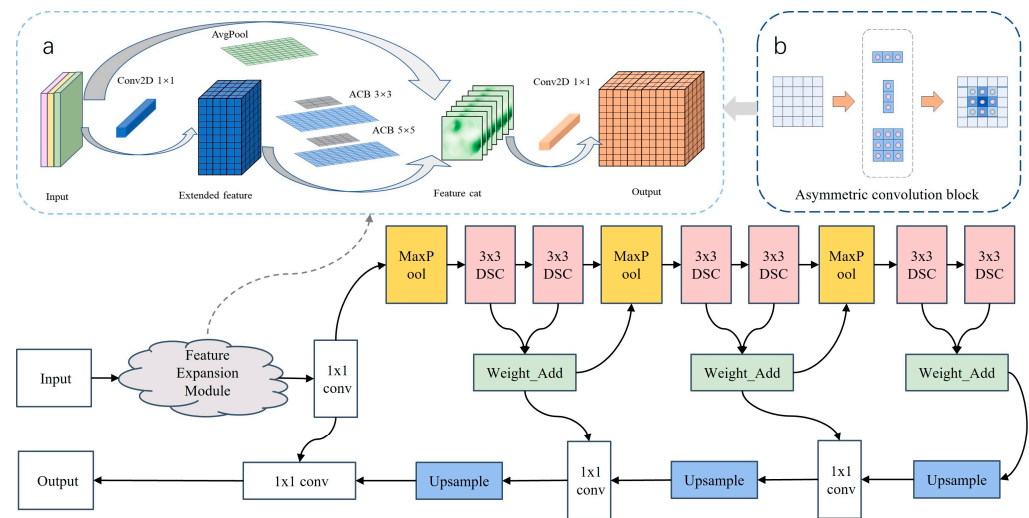 a
AvgPool
Conv2D 1×1
ACB 3×3
ACB 5×5
Conv2D 1×1
Input
Extended feature
Feature cat
Output
b
Asymmetric convolution block
MaxP
ool
3x3
DSC
3x3
DSC
MaxP
ool
3x3
DSC
3x3
DSC
MaxP
ool
3x3
DSC
3x3
DSC
Input
Feature
Expansion
Module
1x1
conv
Weight_Add
Weight_Add
Weight_Add
Output
1x1 conv
Upsample
1x1
conv
Upsample
1x1
conv
Upsample